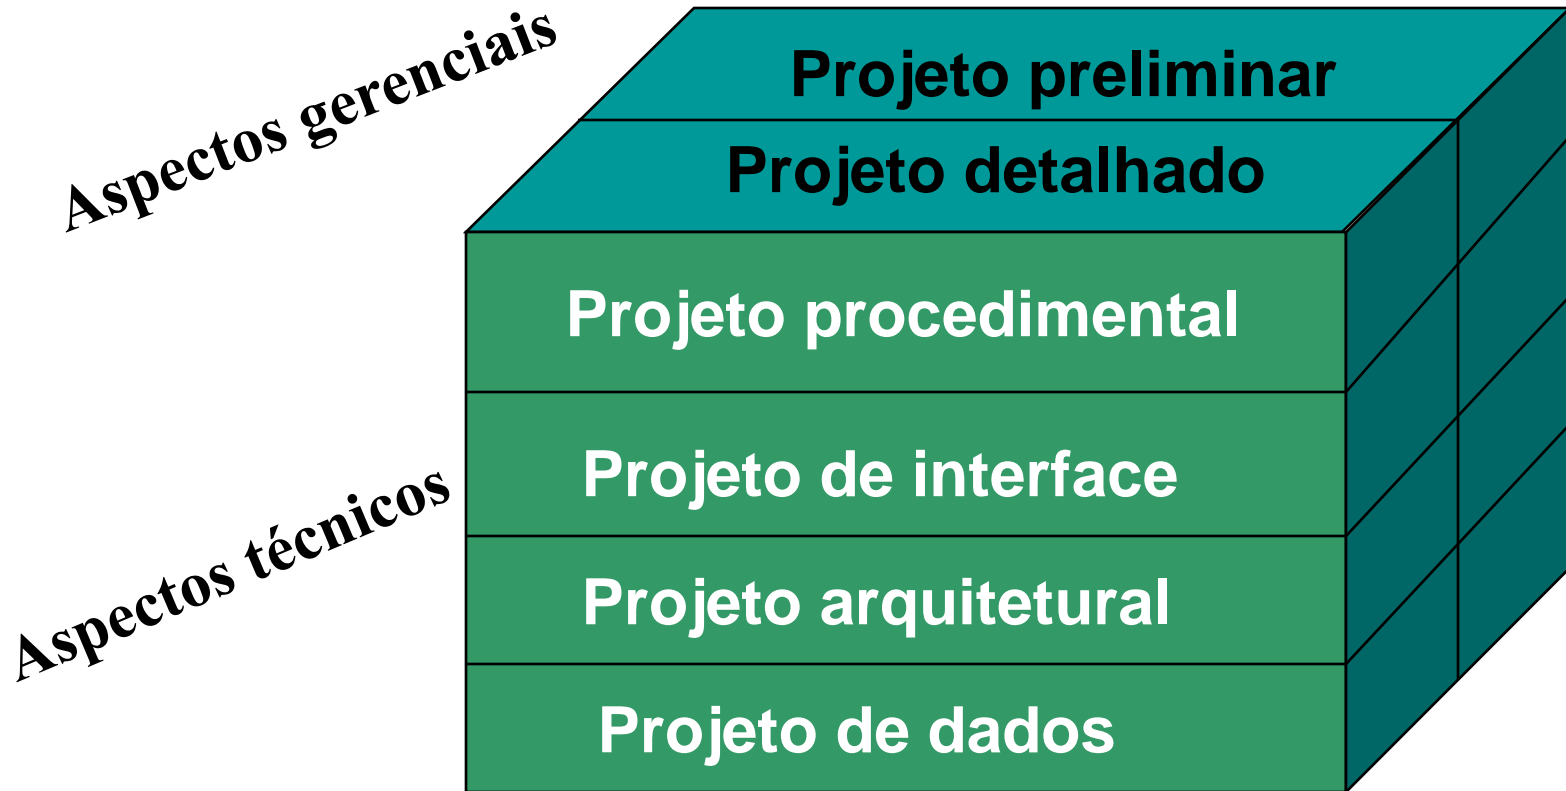 Aspectos gerenciais
Projeto preliminar
Projeto detalhado
Projeto procedimental
Projeto de interface
Aspectos técnicos
Projeto arquitetural
Projeto de dados